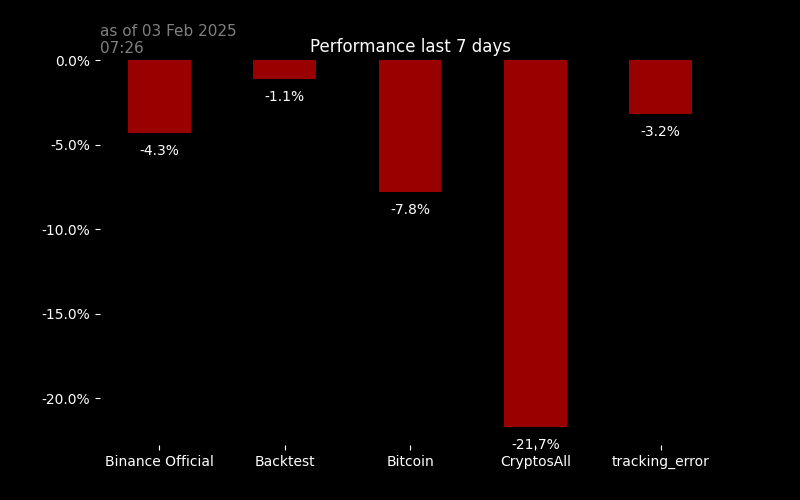 as of 03 Feb 2025
07:26
Performance last 7 days
0.0%
-5.0%
-10.0%
-15.0%
-20.0%
-4.3%
-1.1%
-7.8%
-21.7%
-3.2%
Binance Official
Backtest
Bitcoin
CryptosAll
tracking_error